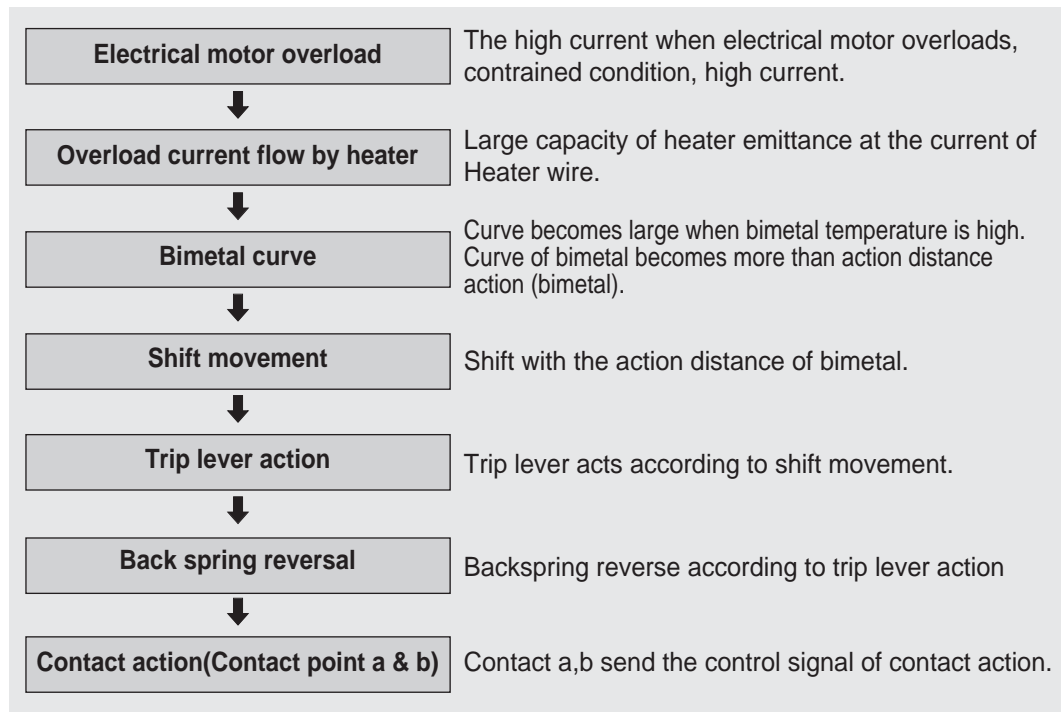 Electrical motor overload
The high current when electrical motor overloads,
contrained condition, high current.
Overload current flow by heater
Large capacity of heater emittance at the current of
Heater wire.
Bimetal curve
Curve becomes large when bimetal temperature is high.
Curve of bimetal becomes more than action distance
action (bimetal).
Shift movement
Shift with the action distance of bimetal.
Trip lever action
Trip lever acts according to shift movement.
Back spring reversal
Backspring reverse according to trip lever action
Contact action(Contact point a & b)
Contact a,b send the control signal of contact action.